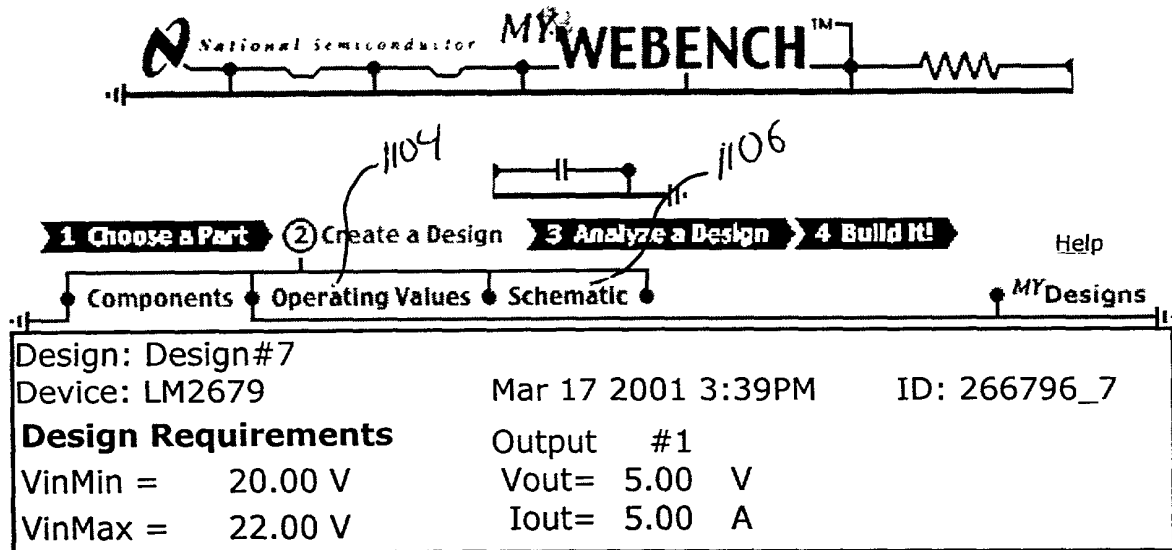 National Semiconductor MY WEBENCH™
1104
1106
1 Choose a Part 2 Create a Design 3 Analyze a Design 4 Build It!
Help
Components Operating Values Schematic
MY Designs
Design: Design#7
Device: LM2679 Mar 17 2001 3:39PM ID: 266796_7
Design Requirements Output #1
VinMin = 20.00 V Vout= 5.00 V
VinMax = 22.00 V Iout= 5.00 A